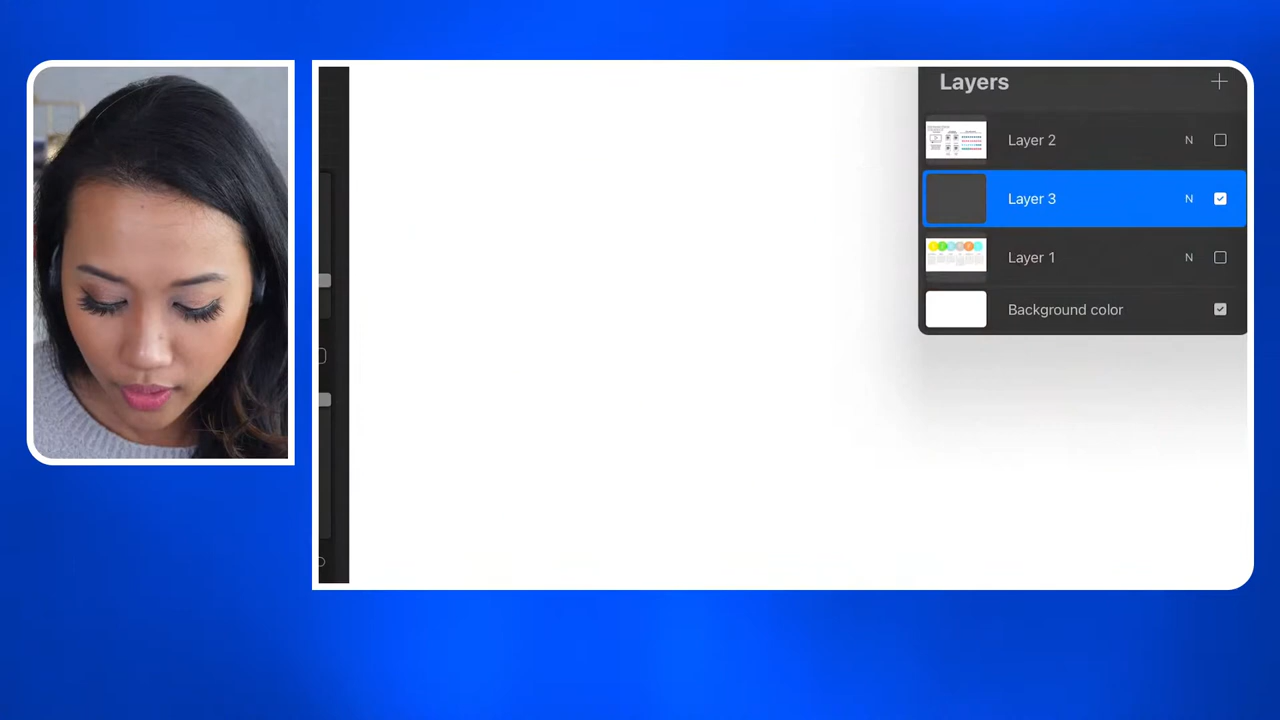 Layers
Layer 2 N
Layer 3 N
Layer 1 N
Background color